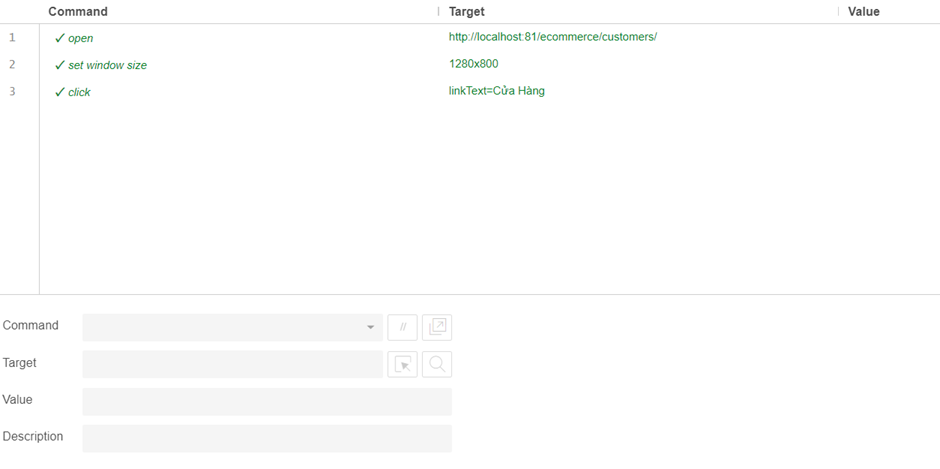 Command Target Value
1 ✓ open http://localhost:81/ecommerce/customers/
2 ✓ set window size 1280x800
3 ✓ click linkText=Cửa Hàng
Command //
Target
Value
Description